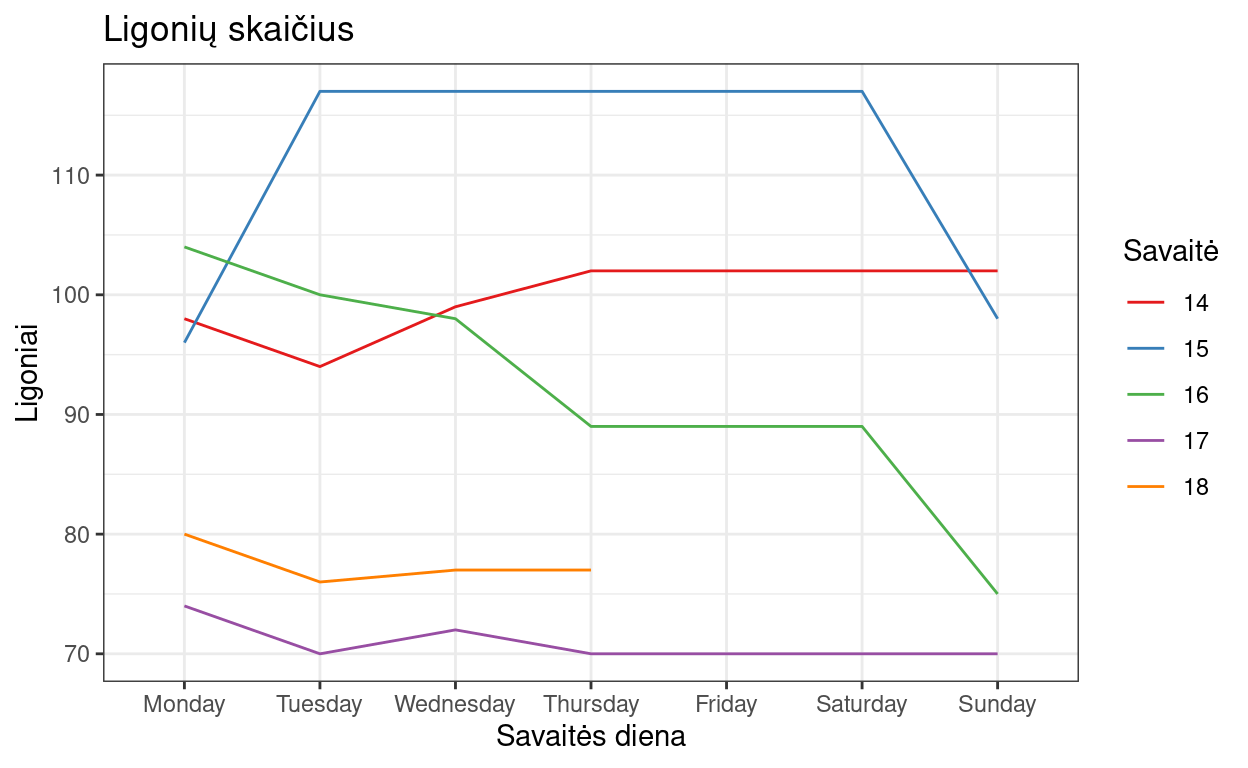 Ligonių skaičius
Ligoniai
110
100
90
80
70
Monday Tuesday Wednesday Thursday Friday Saturday Sunday
Savaitės diena
Savaitė
14
15
16
17
18